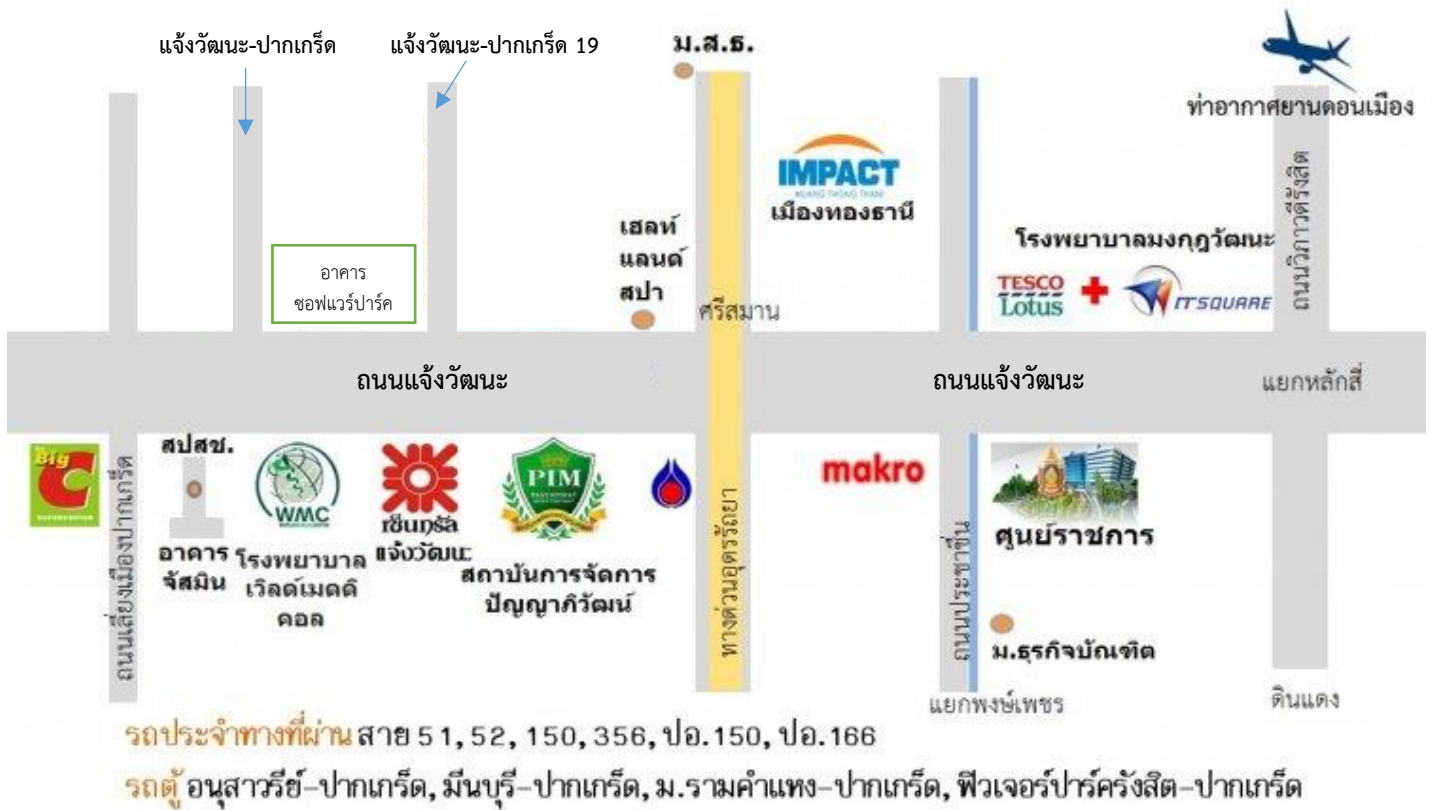 แจ้งวัฒนะ-ปากเกร็ด
แจ้งวัฒนะ-ปากเกร็ด 19
ม.ส.ธ.
ท่าอากาศยานดอนเมือง
IMPACT
MUANG THONG THANI
เมืองทองธานี
ถนนวิภาวดีรังสิต
เฮลท์
แลนด์
สปา
อาคาร
ซอฟแวร์ปาร์ค
โรงพยาบาลมงกุฎวัฒนะ
TESCO
Lotus
IT SQUARE
ศรีสมาน
ถนนแจ้งวัฒนะ
ถนนแจ้งวัฒนะ
แยกหลักสี่
Big
C
SUPERCENTER
ถนนเลี่ยงเมืองปากเกร็ด
สปสช.
อาคาร
จัสมิน
WMC
โรงพยาบาล
เวิลด์เมดดิ
คอล
เซ็นทรัล
แจ้งวัฒนะ
PIM
สถาบันการจัดการ
ปัญญาภิวัฒน์
ทางด่วนอุดรรัถยา
makro
ถนนประชาชื่น
ศูนย์ราชการ
ม.ธุรกิจบัณฑิต
แยกพงษ์เพชร
ดินแดง
รถประจำทางที่ผ่าน สาย 51, 52, 150, 356, ปอ.150, ปอ.166
รถตู้ อนุสาวรีย์-ปากเกร็ด, มีนบุรี-ปากเกร็ด, ม.รามคำแหง-ปากเกร็ด, ฟิวเจอร์ปาร์ครังสิต-ปากเกร็ด